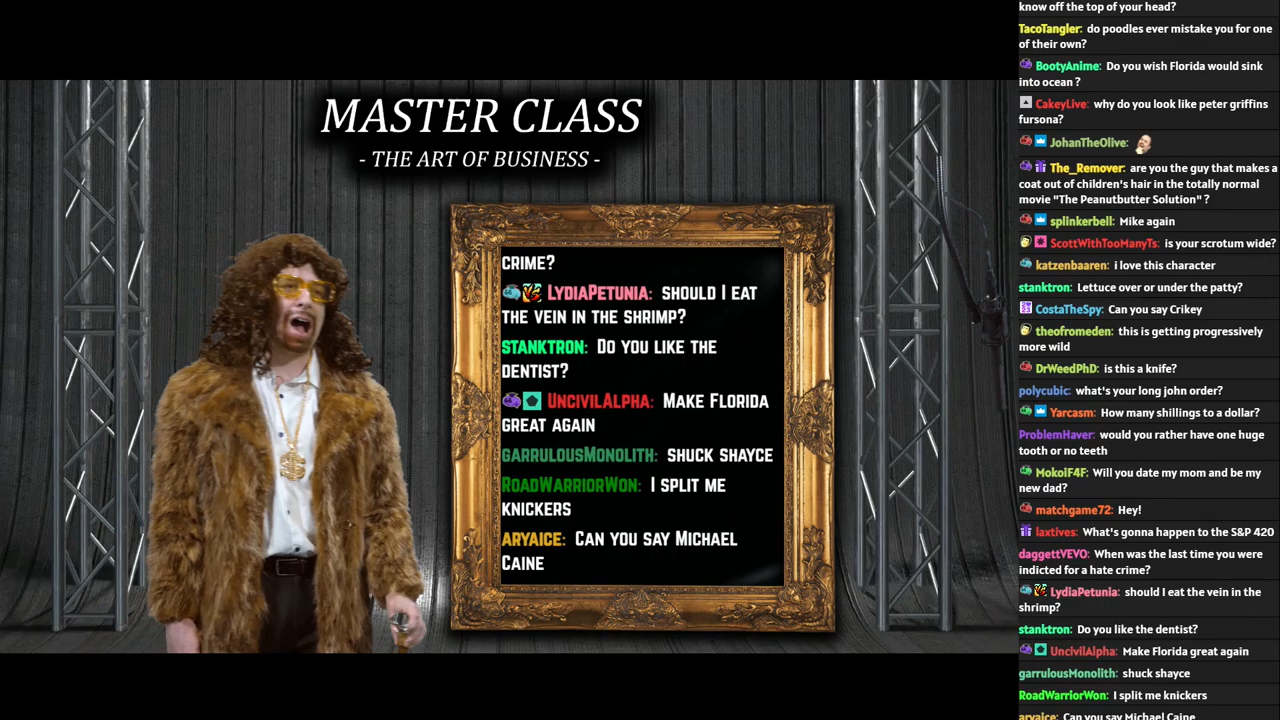 MASTER CLASS
- THE ART OF BUSINESS -
CRIME?
LYDIAPETUNIA: SHOULD I EAT
THE VEIN IN THE SHRIMP?
STANKTRON: DO YOU LIKE THE
DENTIST?
UNCIVILALPHA: MAKE FLORIDA
GREAT AGAIN
GARRULOUSMONOLITH: SHUCK SHAYCE
ROADWARRIORWON: I SPLIT ME
KNICKERS
ARYAICE: CAN YOU SAY MICHAEL
CAINE
know off the top of your head?
TacoTangler: do poodles ever mistake you for one
of their own?
BootyAnime: Do you wish Florida would sink
into ocean ?
CakeyLive: why do you look like peter griffins
fursona?
JohanTheOlive:
The_Remover: are you the guy that makes a
coat out of children's hair in the totally normal
movie "The Peanutbutter Solution" ?
splinkerbell: Mike again
ScottWithTooManyTs: is your scrotum wide?
katzenbaaren: i love this character
stanktron: Lettuce over or under the patty?
CostaTheSpy: Can you say Crikey
theofromeden: this is getting progressively
more wild
DrWeedPhD: is this a knife?
polycubic: what's your long john order?
Yarcasm: How many shillings to a dollar?
ProblemHaver: would you rather have one huge
tooth or no teeth
MokoiF4F: Will you date my mom and be my
new dad?
matchgame72: Hey!
laxtives: What's gonna happen to the S&P 420
daggettVEVO: When was the last time you were
indicted for a hate crime?
LydiaPetunia: should I eat the vein in the
shrimp?
stanktron: Do you like the dentist?
UncivilAlpha: Make Florida great again
garrulousMonolith: shuck shayce
RoadWarriorWon: I split me knickers
aryaice: Can you say Michael Caine